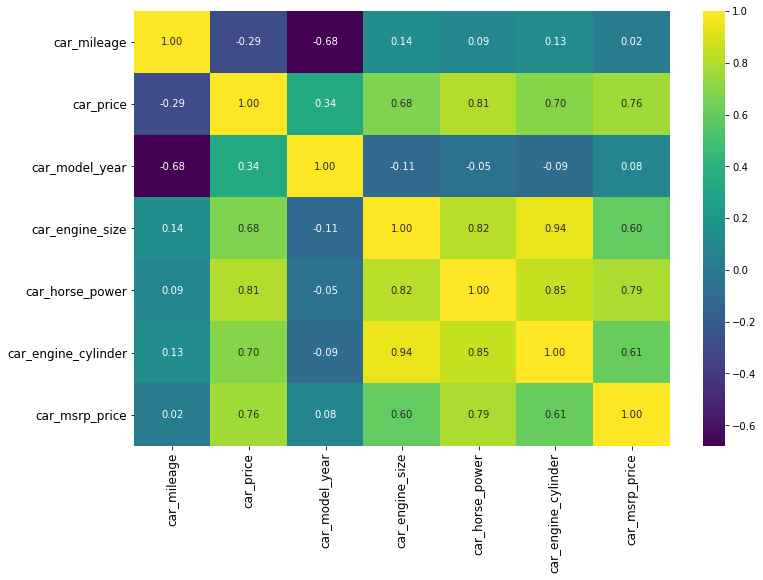 1.0
car_mileage 1.00 -0.29 -0.68 0.14 0.09 0.13 0.02
0.8
car_price -0.29 1.00 0.34 0.68 0.81 0.70 0.76
0.6
car_model_year -0.68 0.34 1.00 -0.11 -0.05 -0.09 0.08
0.4
car_engine_size 0.14 0.68 -0.11 1.00 0.82 0.94 0.60
0.2
0.0
car_horse_power 0.09 0.81 -0.05 0.82 1.00 0.85 0.79
-0.2
car_engine_cylinder 0.13 0.70 -0.09 0.94 0.85 1.00 0.61
-0.4
car_msrp_price 0.02 0.76 0.08 0.60 0.79 0.61 1.00
-0.6
car_mileage
car_price
car_model_year
car_engine_size
car_horse_power
car_engine_cylinder
car_msrp_price